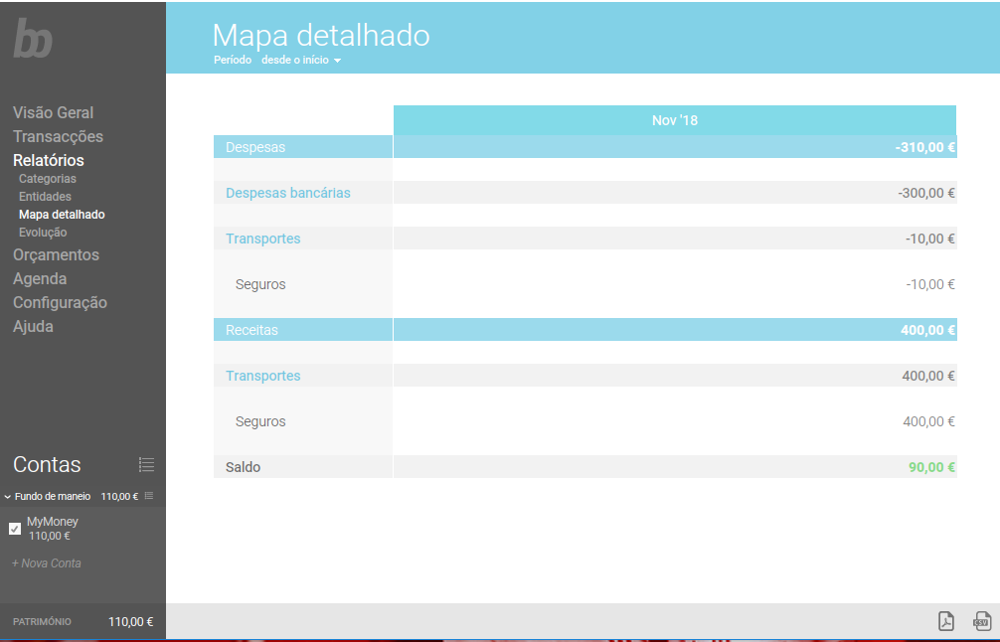 bo
Mapa detalhado
Período desde o início
Visão Geral
Transacções
Relatórios
Categorias
Entidades
Mapa detalhado
Evolução
Orçamentos
Agenda
Configuração
Ajuda
Contas
Fundo de maneio 110,00 €
MyMoney
110,00 €
+ Nova Conta
PATRIMÓNIO 110,00 €
Nov '18
Despesas -310,00 €
Despesas bancárias -300,00 €
Transportes -10,00 €
Seguros -10,00 €
Receitas 400,00 €
Transportes 400,00 €
Seguros 400,00 €
Saldo 90,00 €
CSV